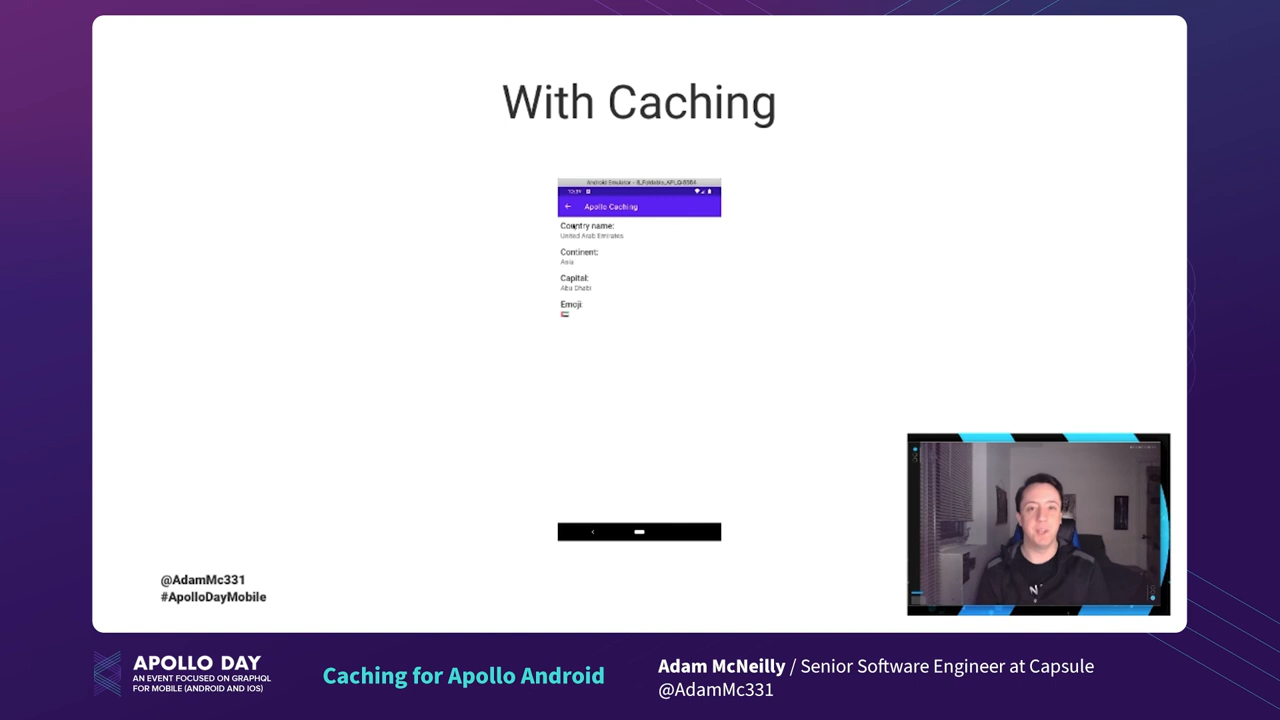 With Caching
Apollo Caching
Country name:
United Arab Emirates
Continent:
Asia
Capital:
Abu Dhabi
Emoji:
@AdamMc331
#ApolloDayMobile
APOLLO DAY
AN EVENT FOCUSED ON GRAPHQL
FOR MOBILE (ANDROID AND IOS)
Caching for Apollo Android
Adam McNeilly / Senior Software Engineer at Capsule
@AdamMc331